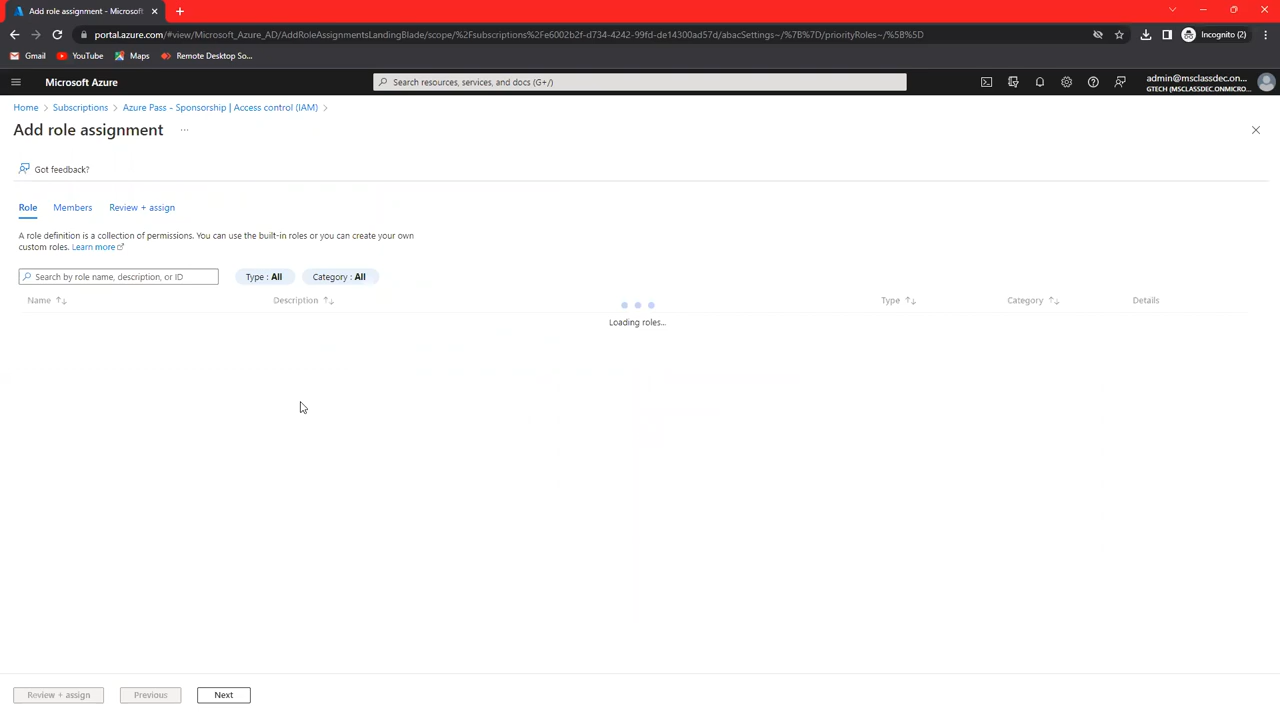 Add role assignment - Microsoft
portal.azure.com/#view/Microsoft_Azure_AD/AddRoleAssignmentsLandingBlade/scope/%2Fsubscriptions%2Fe6002b2f-d734-4242-99fd-de14300ad57d/abacSettings~/%7B%7D/priorityRoles~/%5B%5D
Incognito (2)
Gmail
YouTube
Maps
Remote Desktop So...
Microsoft Azure
Search resources, services, and docs (G+/)
admin@msclassdec.on...
GTECH (MSCLASSDEC.ONMICRO...
Home > Subscriptions > Azure Pass - Sponsorship | Access control (IAM) >
Add role assignment ...
Got feedback?
Role Members Review + assign
A role definition is a collection of permissions. You can use the built-in roles or you can create your own
custom roles. Learn more
Search by role name, description, or ID
Type : All
Category : All
Name Description Type Category Details
Loading roles...
Review + assign Previous Next